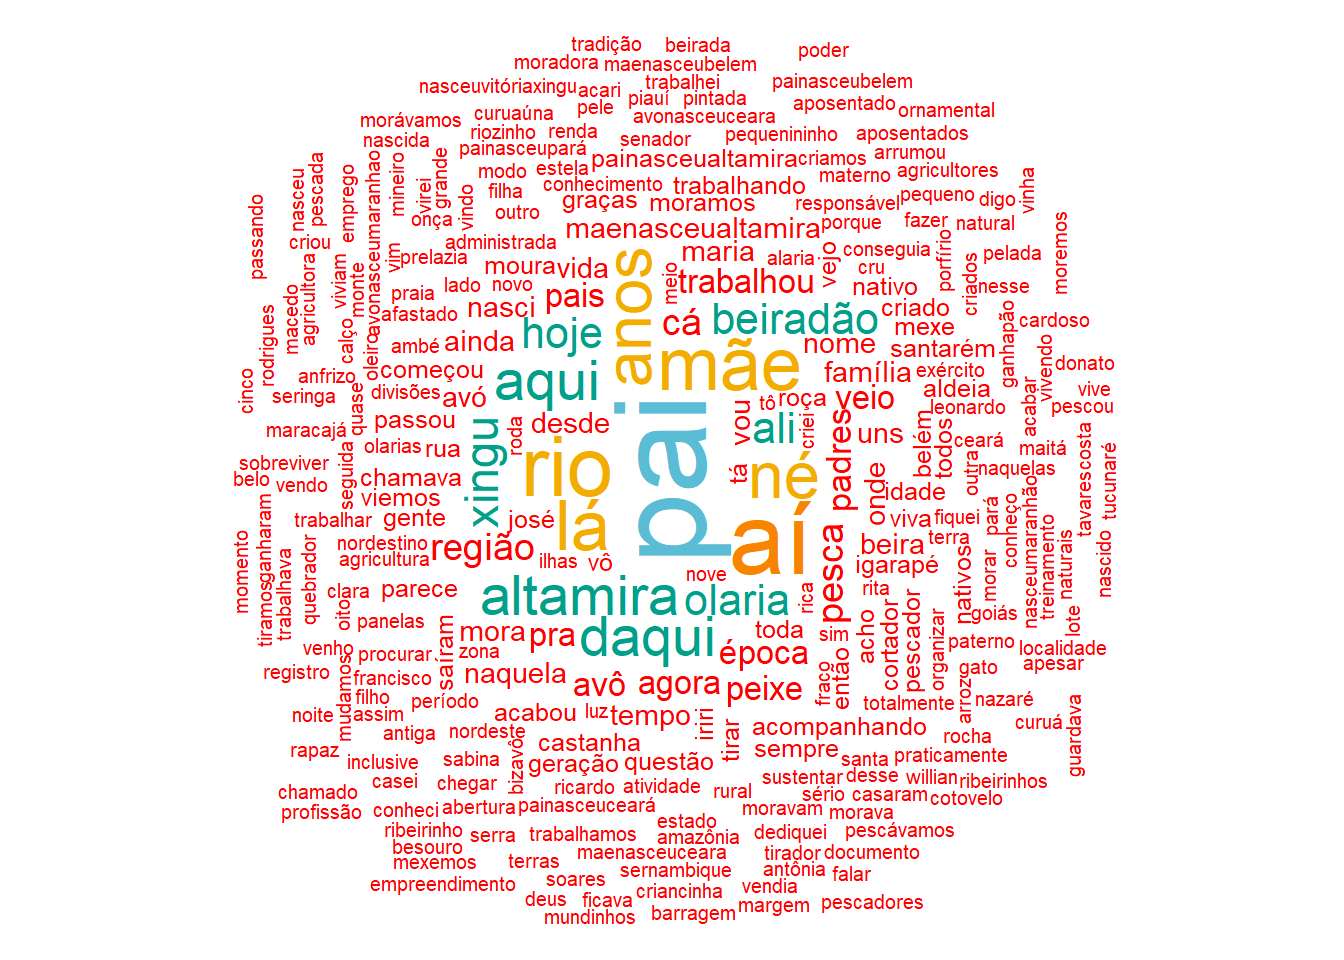 tradição beirada poder
moradora maenasceubelem
nasceuvitóriaxingu acari trabalhei painasceubelem
piauí pintada aposentado ornamental
morávamos curuaúna pele avonasceuceara
nascida riozinho renda senador pequenininho aposentados
painasceupará painasceualtamira criamos arrumou
modo estela materno agricultores
filha conhecimento trabalhando pequeno digo vinha
onça outro graças moramos responsável porque fazer natural
virei grande vindo mineiro emprego avonasceumaranhao
nasceu pescada passando criou
administrada maenasceualtamira
prelazia vim moura vida maria alaria vejo conseguia pelada
viviam monte lado novo meio trabalhou cru porfírio nesse moremos
macedo agricultora praia nasci pais nativo criados
afastado anos cá beiradão criado cardoso
rodrigues calço oleiro ambé ainda hoje mexe ganhapão
nome santarém
anfrizo começou mãe família exército vivendo donato
cinco seringa divisões avó aqui tô roça veio aldeia vive
quase leonardo acabar pescou
maracajá passou desde pai vou ali criei padres uns ceará
olarias rua roda belém todos maitá
sobreviver outra naquelas
belo vendo seguida chamava xingu rio tá né onde idade tavarescosta tucunaré
viemos
trabalhar gente josé lá aí pesca viva fiquei pará conheço
nordestino região beira terra
agricultura ilhas vô igarapé nativos morar nasceumaranhão treinamento naturais nascido
momento tiramos ganharam trabalhava quebrador
clara parece nove rica rita
oito altamira olaria goiás lote
panelas
venho mora pra daqui toda sim acho cortador pescador organizar paterno localidade
procurar saíram zona época então
registro francisco naquela gato apesar
filho avô agora peixe fraco arrozo nazaré
noite mudamos assim período acabou luz tempo iriri totalmente curuá
antiga nordeste acompanhando rocha guardava
rapaz castanha tirar sempre
inclusive sabina bizavô geração questão santa praticamente
casei chegar sustentar desse willian ribeirinhos
chamado ricardo atividade rural sério casaram cotovelo
profissão conheci abertura painasceuceará moravam morava
estado
ribeirinho serra trabalhamos amazônia dediquei pescávamos
besouro maenasceuceara tirador documento
mexemos terras sernambique antônia falar
empreendimento soares criancinha vendia
deus ficava margem pescadores
mundinhos barragem